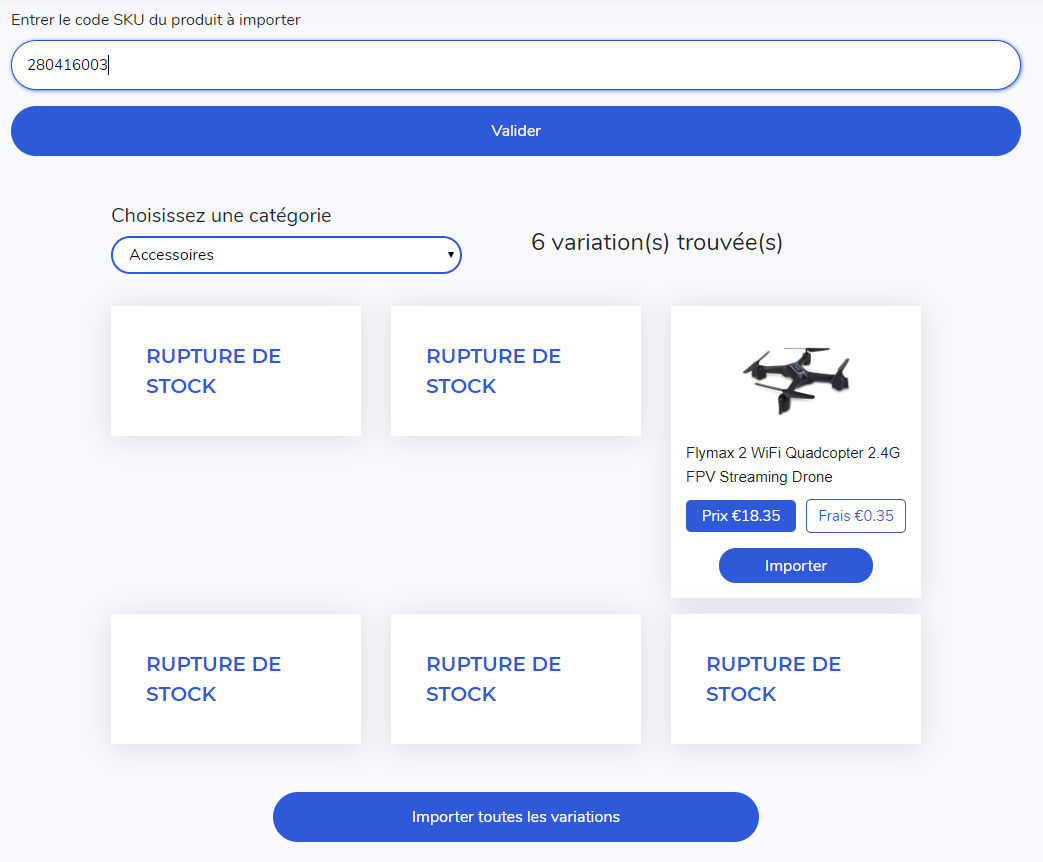 Entrer le code SKU du produit à importer
280416003
Valider
Choisissez une catégorie
Accessoires
6 variation(s) trouvée(s)
RUPTURE DE
STOCK
RUPTURE DE
STOCK
Flymax 2 WiFi Quadcopter 2.4G
FPV Streaming Drone
Prix €18.35
Frais €0.35
Importer
RUPTURE DE
STOCK
RUPTURE DE
STOCK
RUPTURE DE
STOCK
Importer toutes les variations